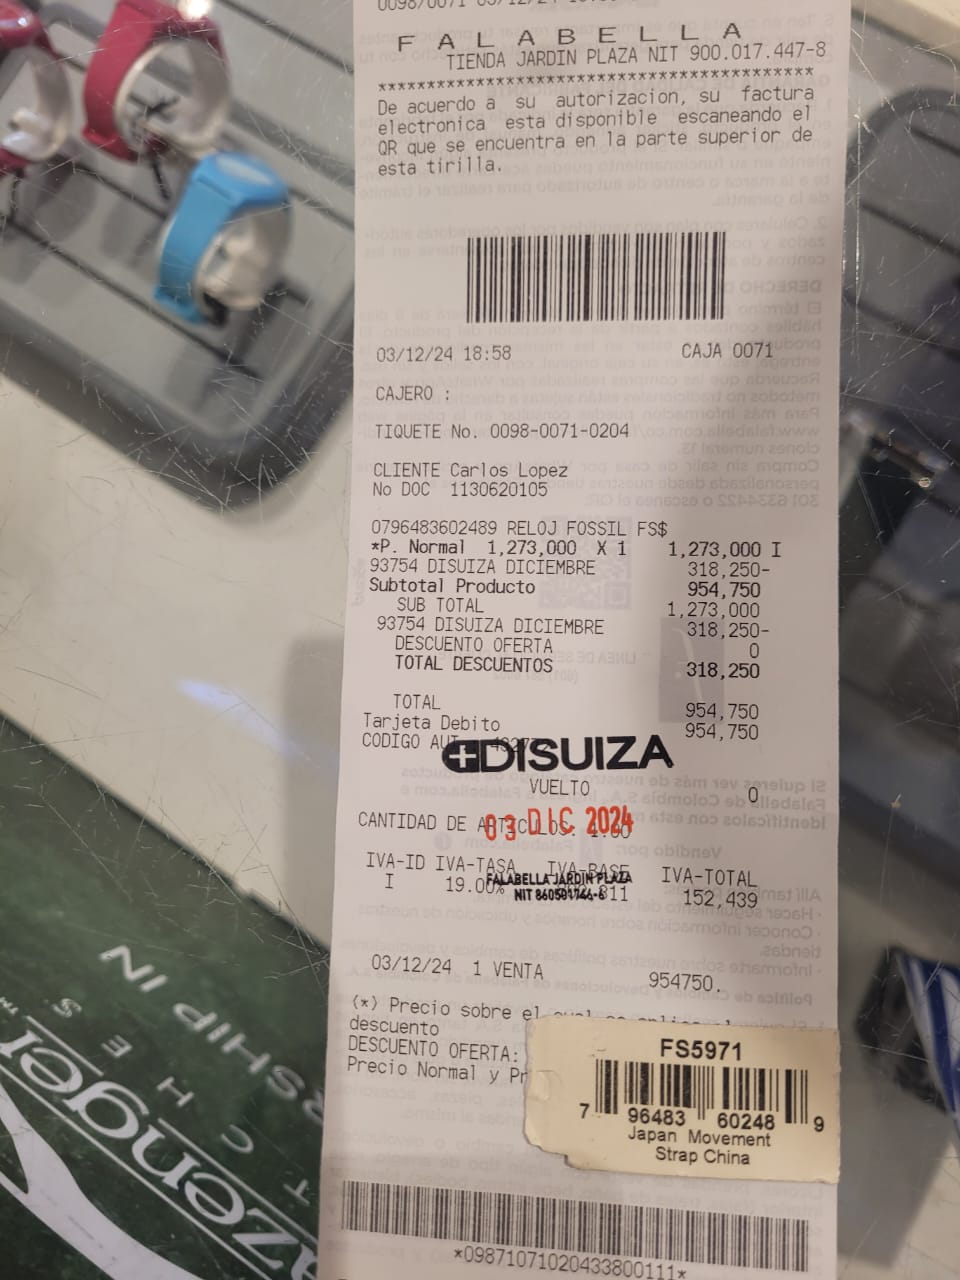 FALABELLA
TIENDA JARDIN PLAZA NIT 900.017.447-8
******************************************
De acuerdo a su autorizacion, su factura
electronica esta disponible escaneando el
QR que se encuentra en la parte superior de
esta tirilla.
03/12/24 18:58 CAJA 0071
CAJERO :
TIQUETE No. 0098-0071-0204
CLIENTE Carlos Lopez
No DOC 1130620105
0796483602489 RELOJ FOSSIL FS$
*P. Normal 1,273,000 X 1 1,273,000 I
93754 DISUIZA DICIEMBRE 318,250-
Subtotal Producto 954,750
SUB TOTAL 1,273,000
93754 DISUIZA DICIEMBRE 318,250-
DESCUENTO OFERTA 0
TOTAL DESCUENTOS 318,250
TOTAL 954,750
Tarjeta Debito 954,750
CODIGO AUT
DISUIZA
VUELTO 0
03 DIC 2024
CANTIDAD DE ARTICULOS:
IVA-ID IVA-TASA IVA-BASE IVA-TOTAL
FALABELLA JARDIN PLAZA
I 19.00% 152,439
03/12/24 1 VENTA 954750.
(*) Precio sobre el
descuento
DESCUENTO OFERTA:
Precio Normal y Pr
FS5971
7 96483 60248 9
Japan Movement
Strap China
*09871071020433800111*